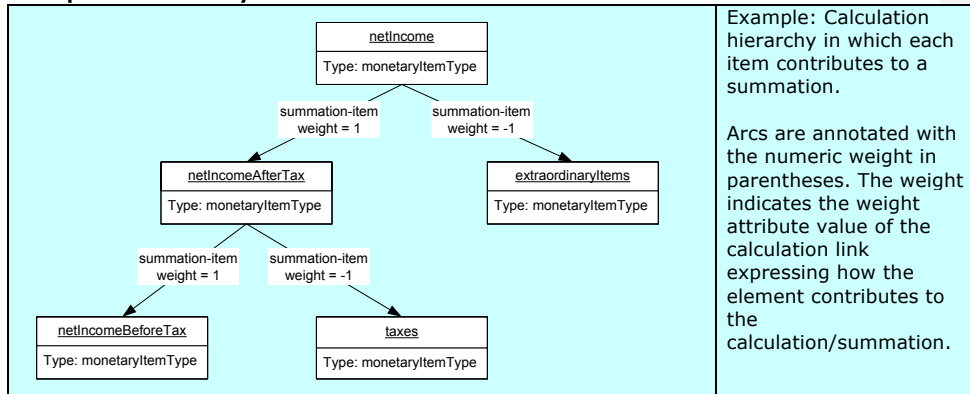 netIncome
Type: monetaryItemType
summation-item
weight = 1
summation-item
weight = -1
netIncomeAfterTax
Type: monetaryItemType
extraordinaryItems
Type: monetaryItemType
summation-item
weight = 1
summation-item
weight = -1
netIncomeBeforeTax
Type: monetaryItemType
taxes
Type: monetaryItemType
Example: Calculation
hierarchy in which each
item contributes to a
summation.
Arcs are annotated with
the numeric weight in
parentheses. The weight
indicates the weight
attribute value of the
calculation link
expressing how the
element contributes to
the
calculation/summation.